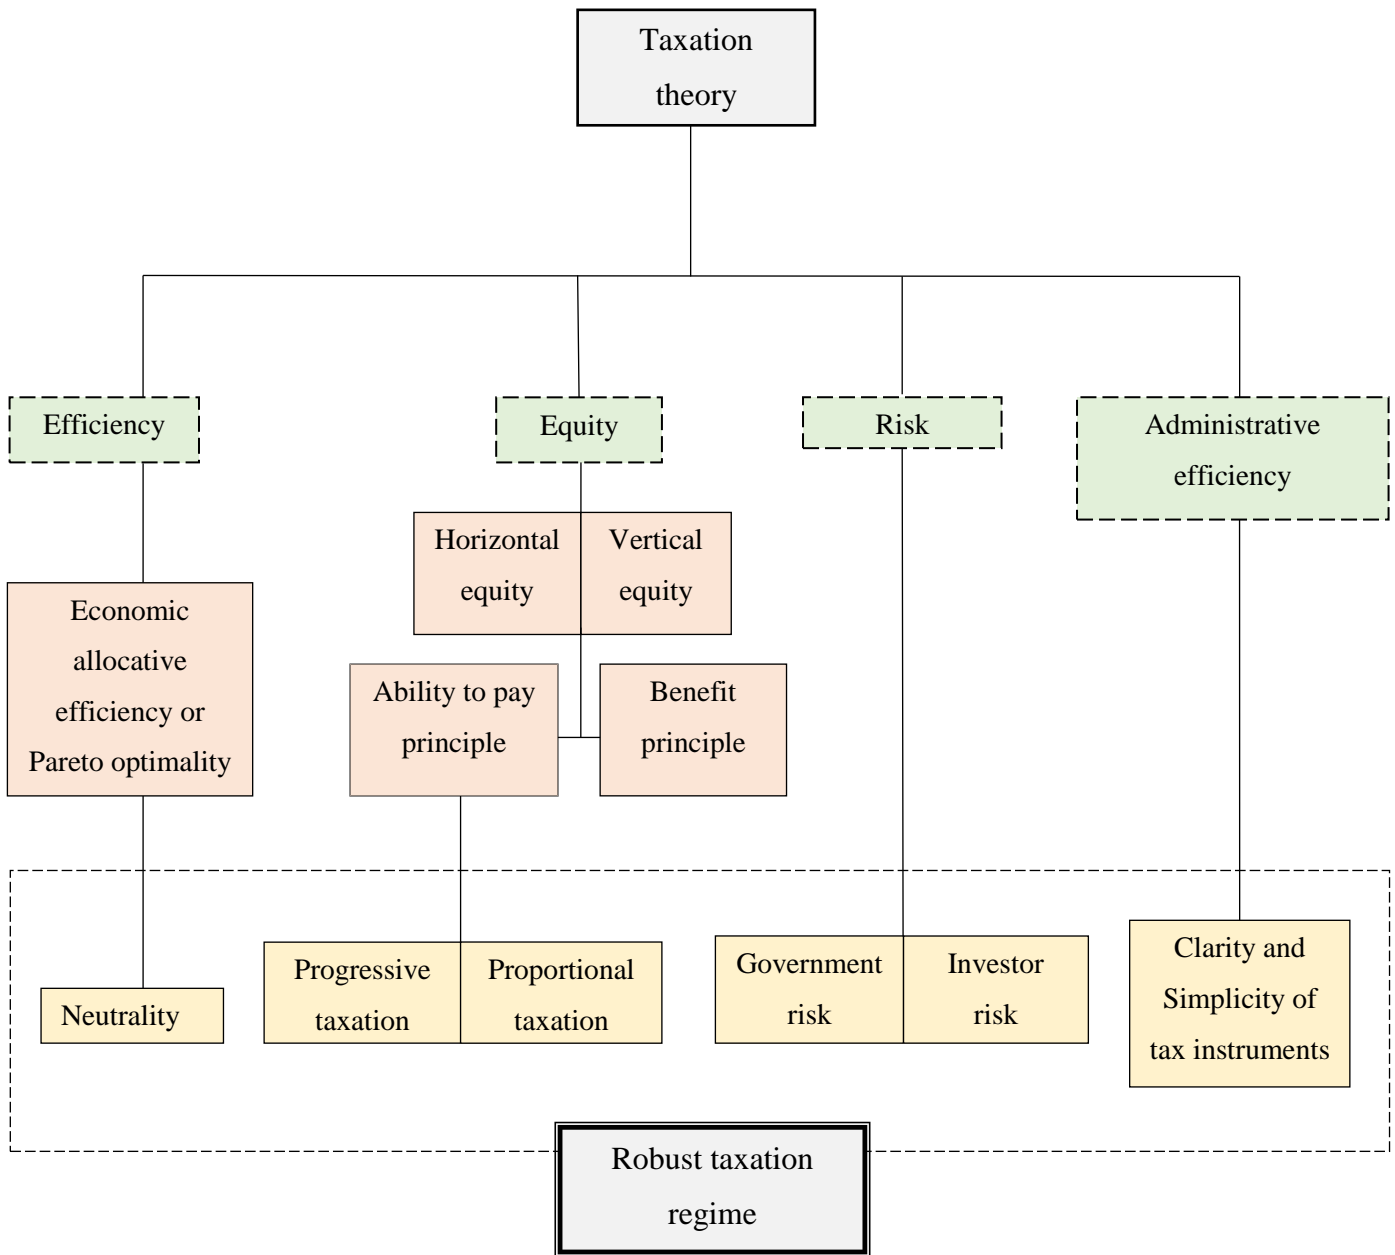 Taxation
theory
Efficiency
Equity
Risk
Administrative
efficiency
Horizontal
equity
Vertical
equity
Economic
allocative
efficiency or
Pareto optimality
Ability to pay
principle
Benefit
principle
Neutrality
Progressive
taxation
Proportional
taxation
Government
risk
Investor
risk
Clarity and
Simplicity of
tax instruments
Robust taxation
regime